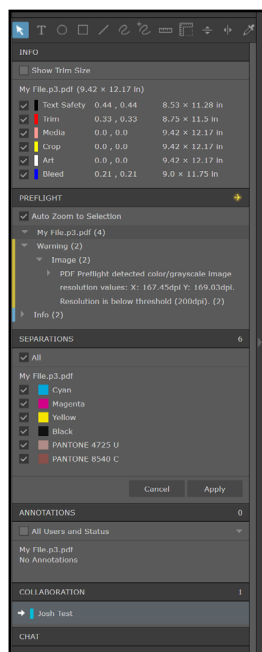 INFO
Show Trim Size
My File.p3.pdf (9.42 × 12.17 in)
Text Safety 0.44 , 0.44 8.53 × 11.28 in
Trim 0.33 , 0.33 8.75 × 11.5 in
Media 0.0 , 0.0 9.42 × 12.17 in
Crop 0.0 , 0.0 9.42 × 12.17 in
Art 0.0 , 0.0 9.42 × 12.17 in
Bleed 0.21 , 0.21 9.0 × 11.75 in
PREFLIGHT
Auto Zoom to Selection
My File.p3.pdf (4)
Warning (2)
Image (2)
PDF Preflight detected color/grayscale image
resolution values: X: 167.45dpi Y: 169.03dpi.
Resolution is below threshold (200dpi). (2)
Info (2)
SEPARATIONS 6
All
My File.p3.pdf
Cyan
Magenta
Yellow
Black
PANTONE 4725 U
PANTONE 8540 C
Cancel Apply
ANNOTATIONS 0
All Users and Status
My File.p3.pdf
No Annotations
COLLABORATION 1
Josh Test
CHAT